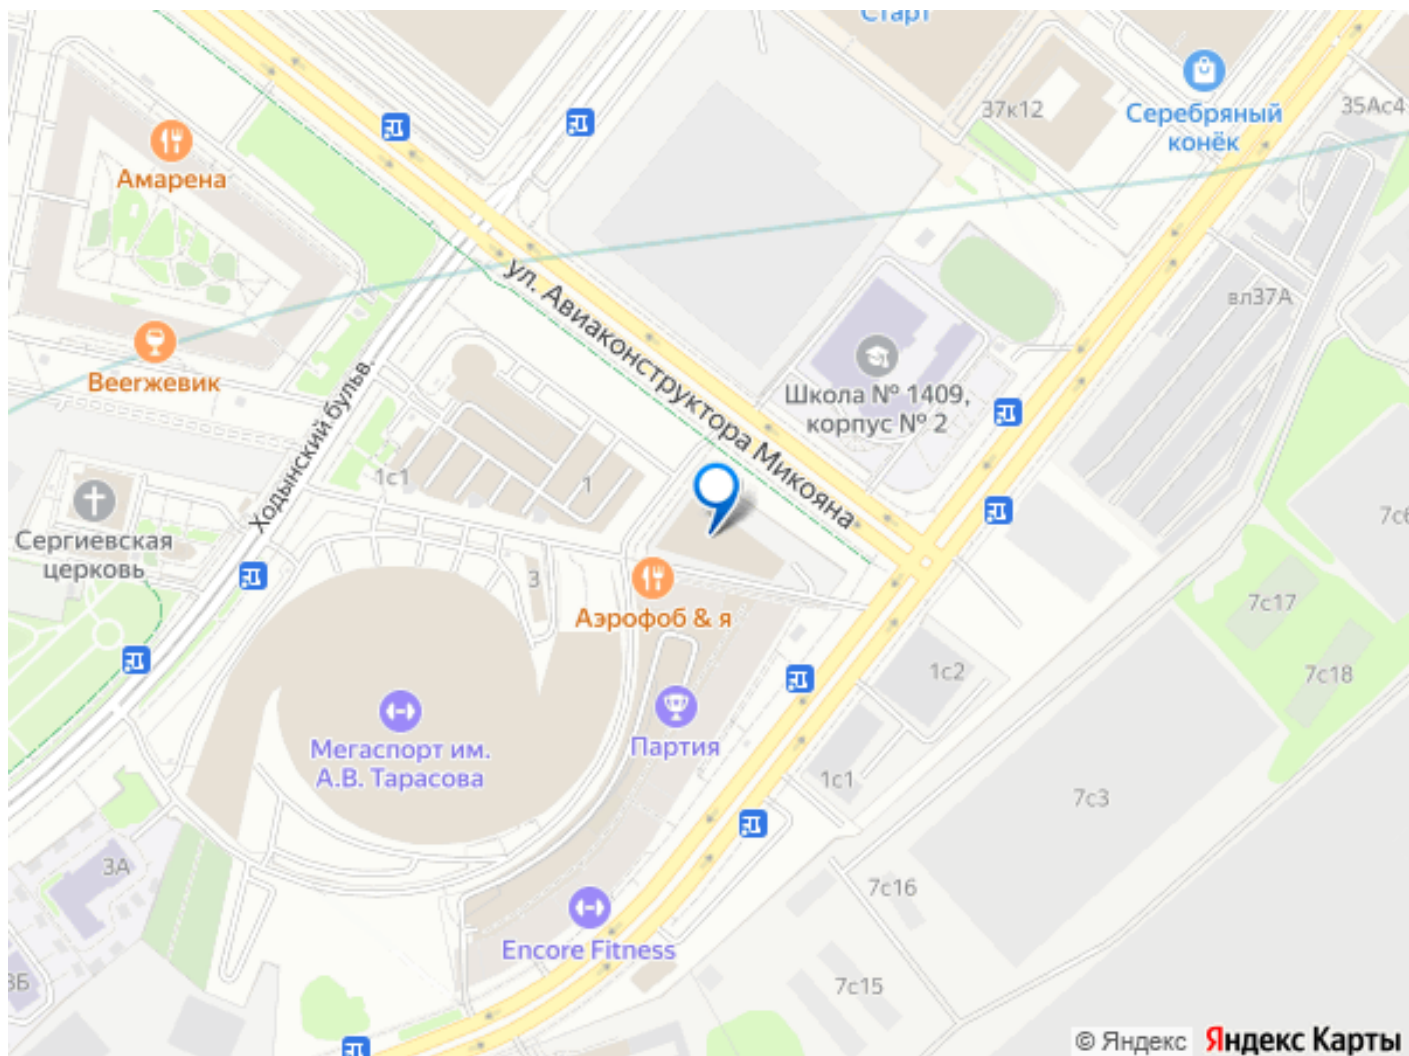 Старт
37к12
Серебряный
конёк
35Ас4
Амарена
вл37А
ул. Авиаконструктора Микояна
Веегжевик
Школа № 1409,
корпус № 2
Ходынский бульв.
1с1
1
7с6
Сергиевская
церковь
3
7с17
Аэрофоб & я
1с2
7с18
Мегаспорт им.
А.В. Тарасова
Партия
1с1
7с3
3А
7с16
Encore Fitness
3Б
7с15
© Яндекс Яндекс Карты